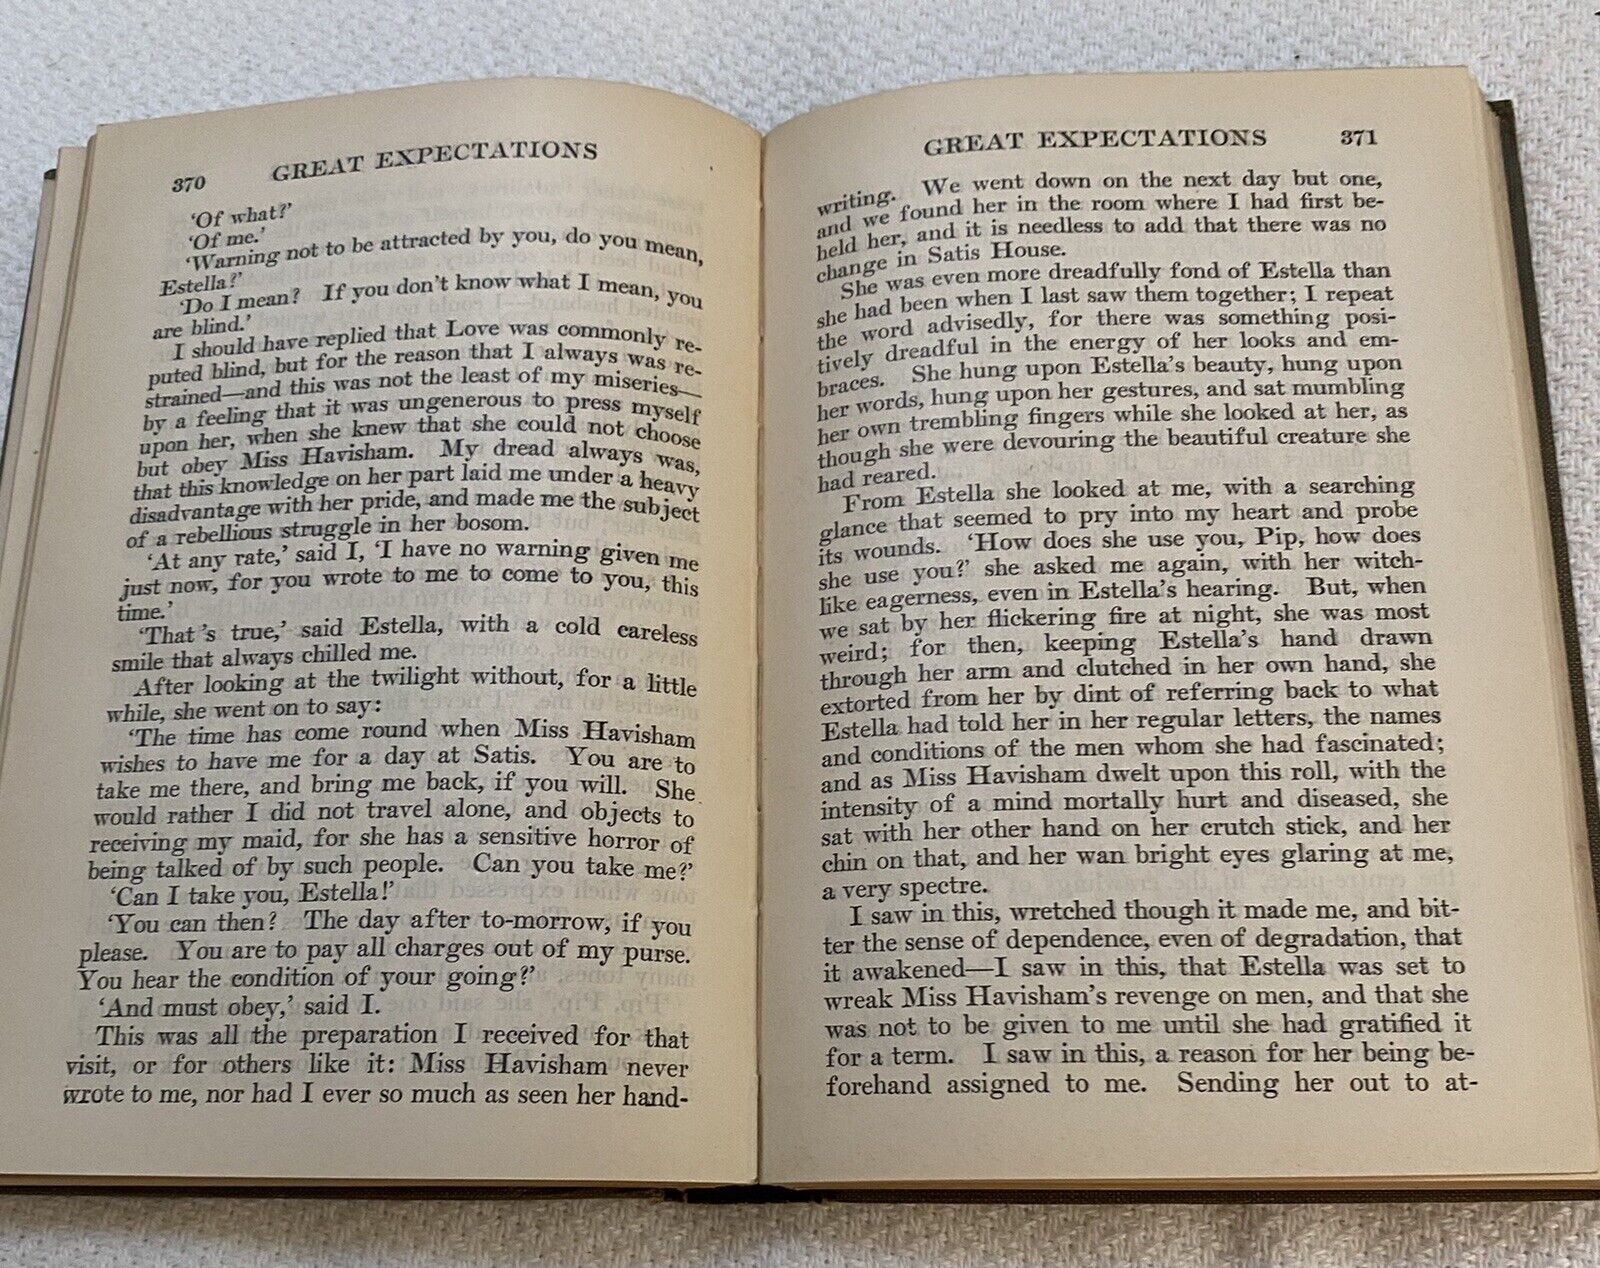 370 GREAT EXPECTATIONS
‘Of what?’
‘Of me.’
‘Warning not to be attracted by you, do you mean,
Estella?’
‘Do I mean? If you don’t know what I mean, you
are blind.’
I should have replied that Love was commonly re-
puted blind, but for the reason that I always was re-
strained—and this was not the least of my miseries—
by a feeling that it was ungenerous to press myself
upon her, when she knew that she could not choose
but obey Miss Havisham. My dread always was,
that this knowledge on her part laid me under a heavy
disadvantage with her pride, and made me the subject
of a rebellious struggle in her bosom.
‘At any rate,’ said I, ‘I have no warning given me
just now, for you wrote to me to come to you, this
time.’
‘That’s true,’ said Estella, with a cold careless
smile that always chilled me.
After looking at the twilight without, for a little
while, she went on to say:
‘The time has come round when Miss Havisham
wishes to have me for a day at Satis. You are to
take me there, and bring me back, if you will. She
would rather I did not travel alone, and objects to
receiving my maid, for she has a sensitive horror of
being talked of by such people. Can you take me?’
‘Can I take you, Estella!’
‘You can then? The day after to-morrow, if you
please. You are to pay all charges out of my purse.
You hear the condition of your going?’
‘And must obey,’ said I.
This was all the preparation I received for that
visit, or for others like it: Miss Havisham never
wrote to me, nor had I ever so much as seen her hand-
GREAT EXPECTATIONS 371
writing. We went down on the next day but one,
and we found her in the room where I had first be-
held her, and it is needless to add that there was no
change in Satis House.
She was even more dreadfully fond of Estella than
she had been when I last saw them together; I repeat
the word advisedly, for there was something posi-
tively dreadful in the energy of her looks and em-
braces. She hung upon Estella’s beauty, hung upon
her words, hung upon her gestures, and sat mumbling
her own trembling fingers while she looked at her, as
though she were devouring the beautiful creature she
had reared.
From Estella she looked at me, with a searching
glance that seemed to pry into my heart and probe
its wounds. ‘How does she use you, Pip, how does
she use you?’ she asked me again, with her witch-
like eagerness, even in Estella’s hearing. But, when
we sat by her flickering fire at night, she was most
weird; for then, keeping Estella’s hand drawn
through her arm and clutched in her own hand, she
extorted from her by dint of referring back to what
Estella had told her in her regular letters, the names
and conditions of the men whom she had fascinated;
and as Miss Havisham dwelt upon this roll, with the
intensity of a mind mortally hurt and diseased, she
sat with her other hand on her crutch stick, and her
chin on that, and her wan bright eyes glaring at me,
a very spectre.
I saw in this, wretched though it made me, and bit-
ter the sense of dependence, even of degradation, that
it awakened—I saw in this, that Estella was set to
wreak Miss Havisham’s revenge on men, and that she
was not to be given to me until she had gratified it
for a term. I saw in this, a reason for her being be-
forehand assigned to me. Sending her out to at-